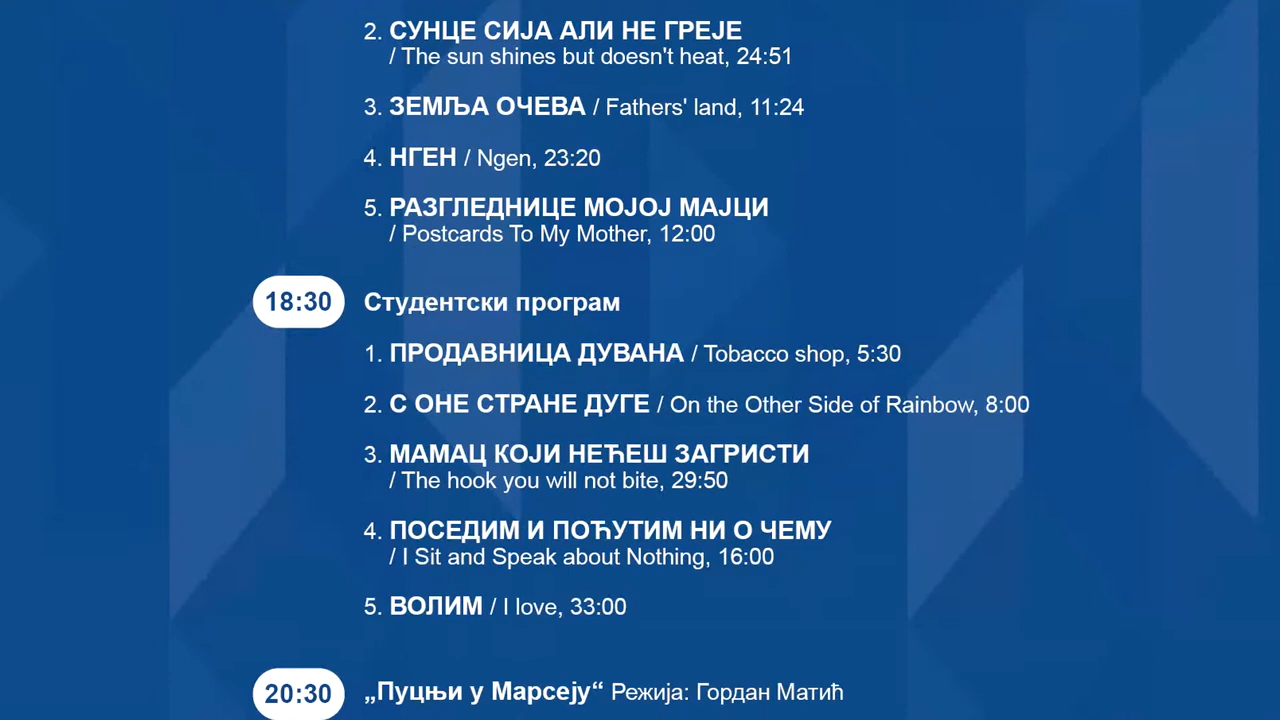 2. СУНЦЕ СИЈА АЛИ НЕ ГРЕЈЕ
/ The sun shines but doesn't heat, 24:51
3. ЗЕМЉА ОЧЕВА / Fathers' land, 11:24
4. НГЕН / Ngen, 23:20
5. РАЗГЛЕДНИЦЕ МОЈОЈ МАЈЦИ
/ Postcards To My Mother, 12:00
18:30 Студентски програм
1. ПРОДАВНИЦА ДУВАНА / Tobacco shop, 5:30
2. С ОНЕ СТРАНЕ ДУГЕ / On the Other Side of Rainbow, 8:00
3. МАМАЦ КОЈИ НЕЋЕШ ЗАГРИСТИ
/ The hook you will not bite, 29:50
4. ПОСЕДИМ И ПОЋУТИМ НИ О ЧЕМУ
/ I Sit and Speak about Nothing, 16:00
5. ВОЛИМ / I love, 33:00
20:30 „Пуцњи у Марсеју“ Режија: Гордан Матић